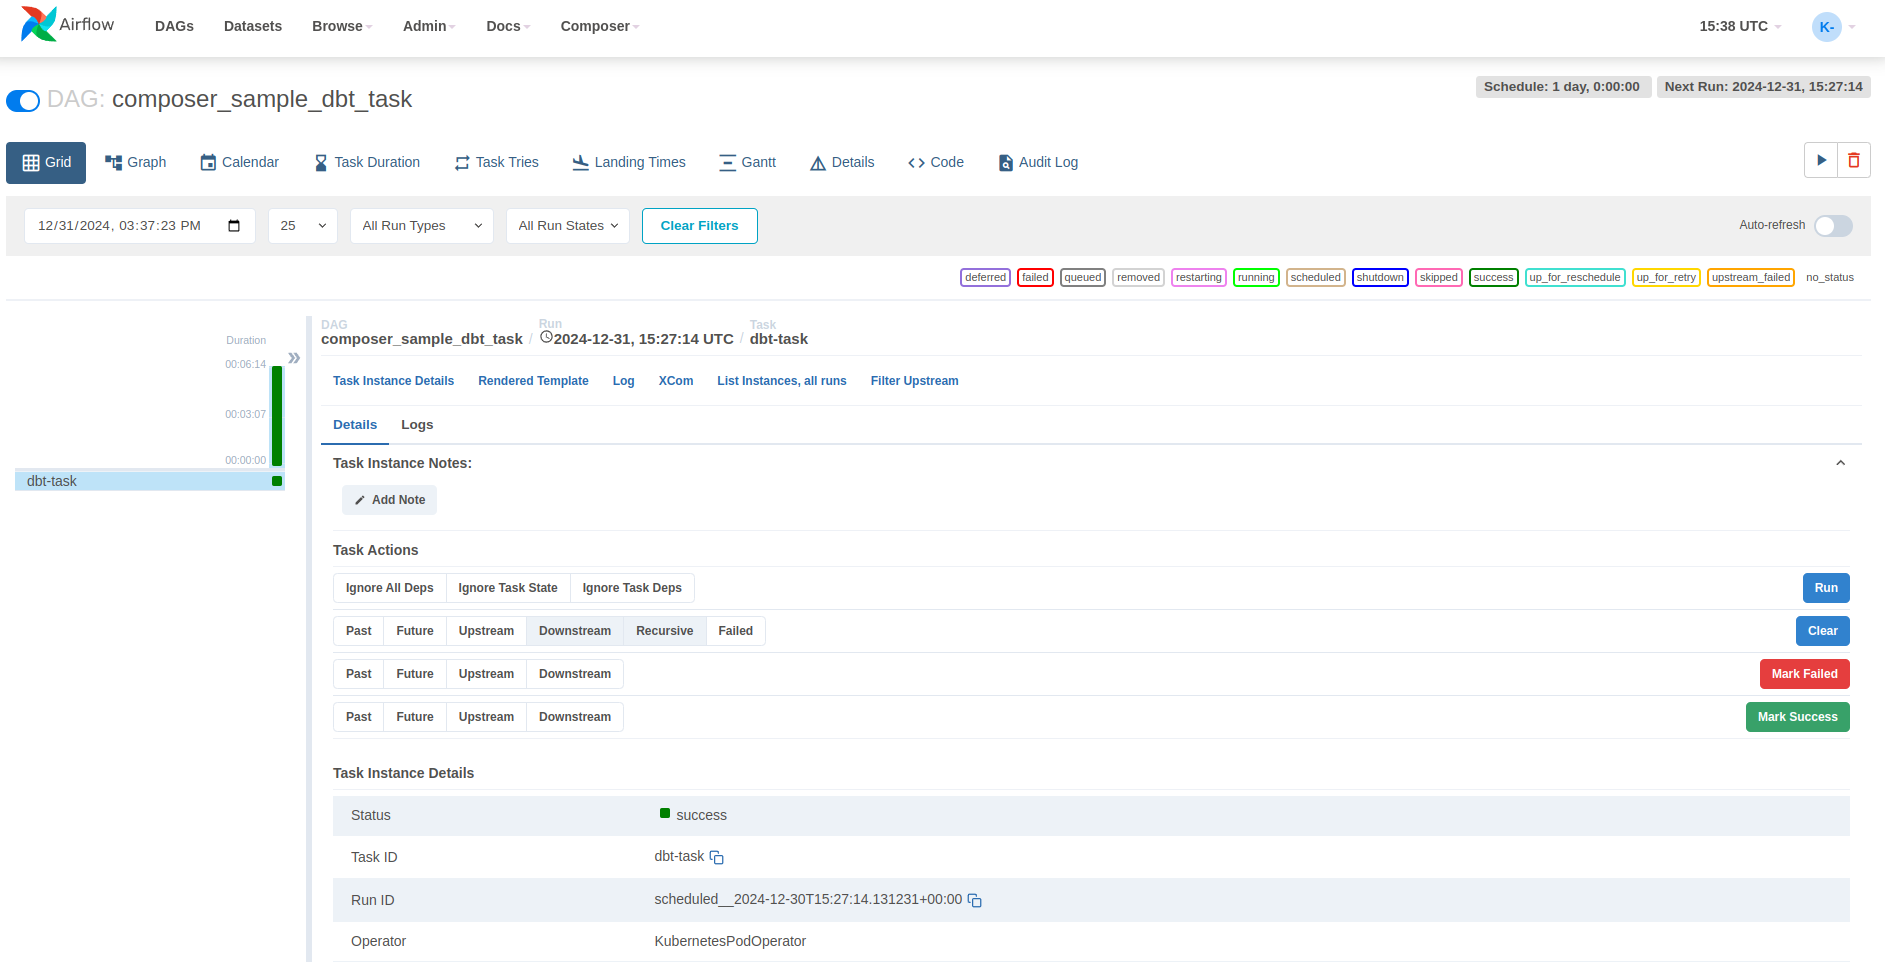 Airflow DAGs Datasets Browse Admin Docs Composer 15:38 UTC K-
DAG: composer_sample_dbt_task
Schedule: 1 day, 0:00:00 Next Run: 2024-12-31, 15:27:14
Grid Graph Calendar Task Duration Task Tries Landing Times Gantt Details Code Audit Log
12/31/2024, 03:37:23 PM 25 All Run Types All Run States Clear Filters Auto-refresh
deferred failed queued removed restarting running scheduled shutdown skipped success up_for_reschedule up_for_retry upstream_failed no_status
Duration
00:06:14
00:03:07
00:00:00
dbt-task
DAG Run Task
composer_sample_dbt_task / 2024-12-31, 15:27:14 UTC / dbt-task
Task Instance Details Rendered Template Log XCom List Instances, all runs Filter Upstream
Details Logs
Task Instance Notes:
Add Note
Task Actions
Ignore All Deps Ignore Task State Ignore Task Deps Run
Past Future Upstream Downstream Recursive Failed Clear
Past Future Upstream Downstream Mark Failed
Past Future Upstream Downstream Mark Success
Task Instance Details
Status success
Task ID dbt-task
Run ID scheduled__2024-12-30T15:27:14.131231+00:00
Operator KubernetesPodOperator